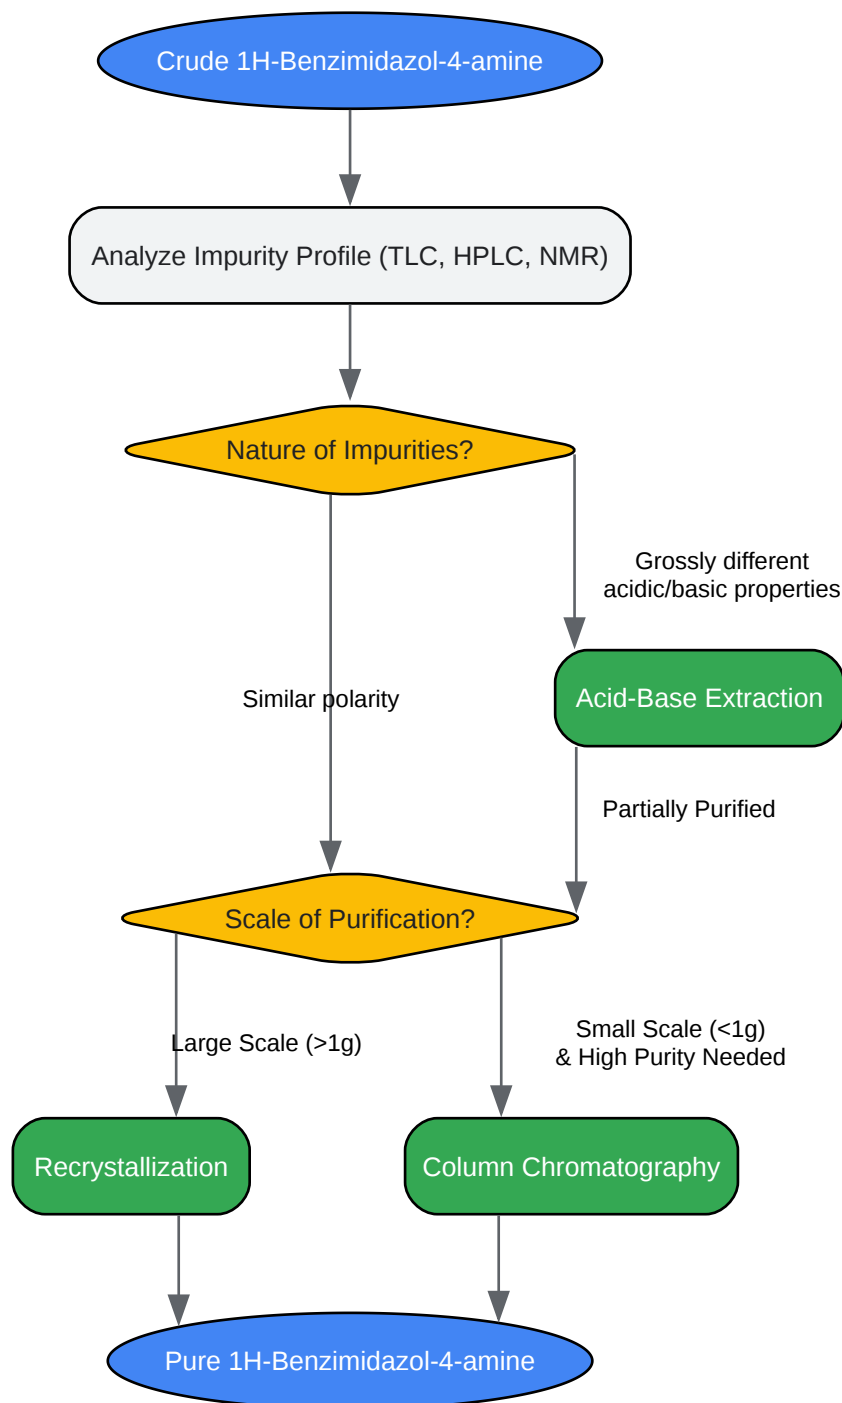 Crude 1H-Benzimidazol-4-amine
Analyze Impurity Profile (TLC, HPLC, NMR)
Nature of Impurities?
Grossly different
acidic/basic properties
Similar polarity
Acid-Base Extraction
Partially Purified
Scale of Purification?
Large Scale (>1g)
Small Scale (<1g)
& High Purity Needed
Recrystallization
Column Chromatography
Pure 1H-Benzimidazol-4-amine